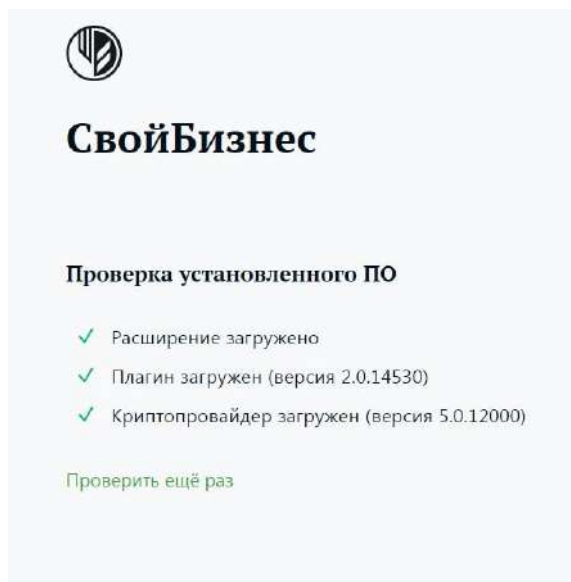 СвойБизнес
Проверка установленного ПО
Расширение загружено
Плагин загружен (версия 2.0.14530)
Криптопровайдер загружен (версия 5.0.12000)
Проверить ещё раз